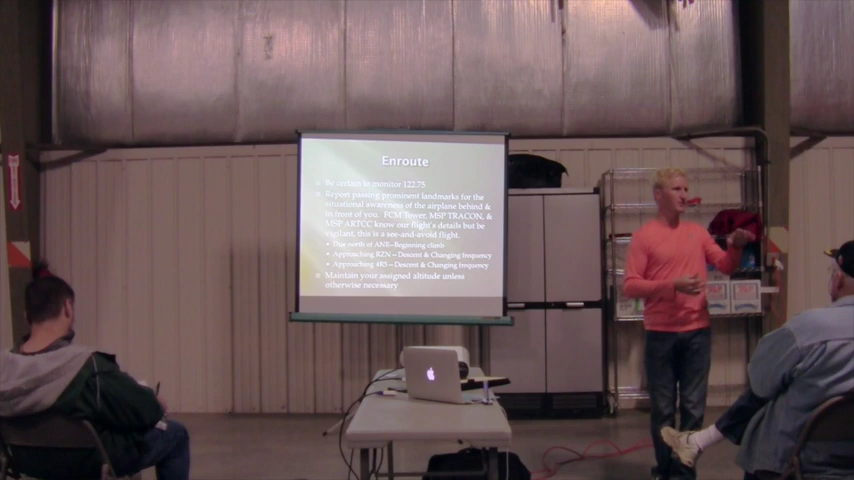 Enroute
Be certain to monitor 122.75
Report passing prominent landmarks for the
situational awareness of the airplane behind &
in front of you. FCM Tower, MSP TRACON, &
MSP ARTCC know our flight's details but be
vigilant, this is a see-and-avoid flight.
Due north of ANE—Beginning climb
Approaching RZN — Descent & Changing frequency
Approaching 4R5 — Descent & Changing frequency
Maintain your assigned altitude unless
otherwise necessary